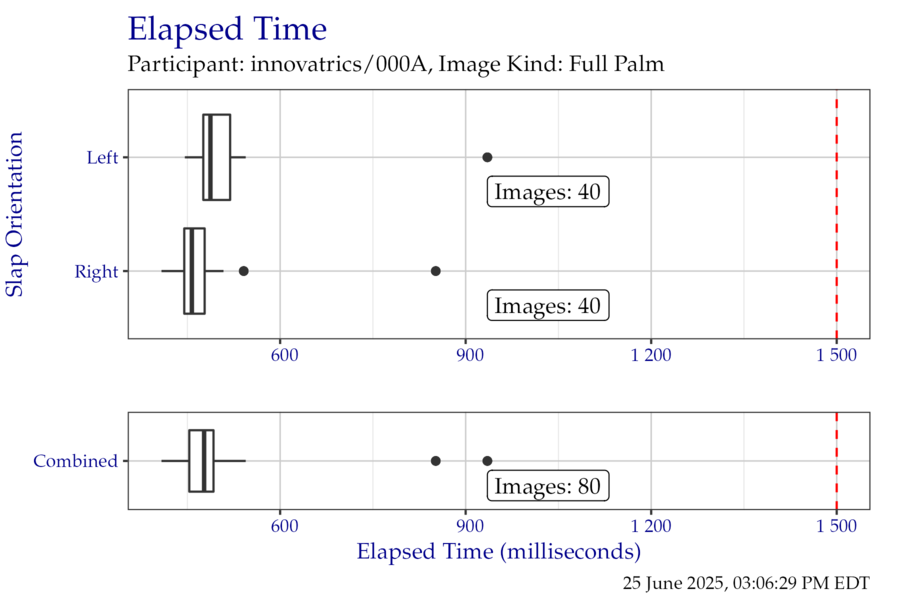 Elapsed Time
Participant: innovatrics/000A, Image Kind: Full Palm
Slap Orientation
Left
Images: 40
Right
Images: 40
600 900 1 200 1 500
Combined
Images: 80
600 900 1 200 1 500
Elapsed Time (milliseconds)
25 June 2025, 03:06:29 PM EDT